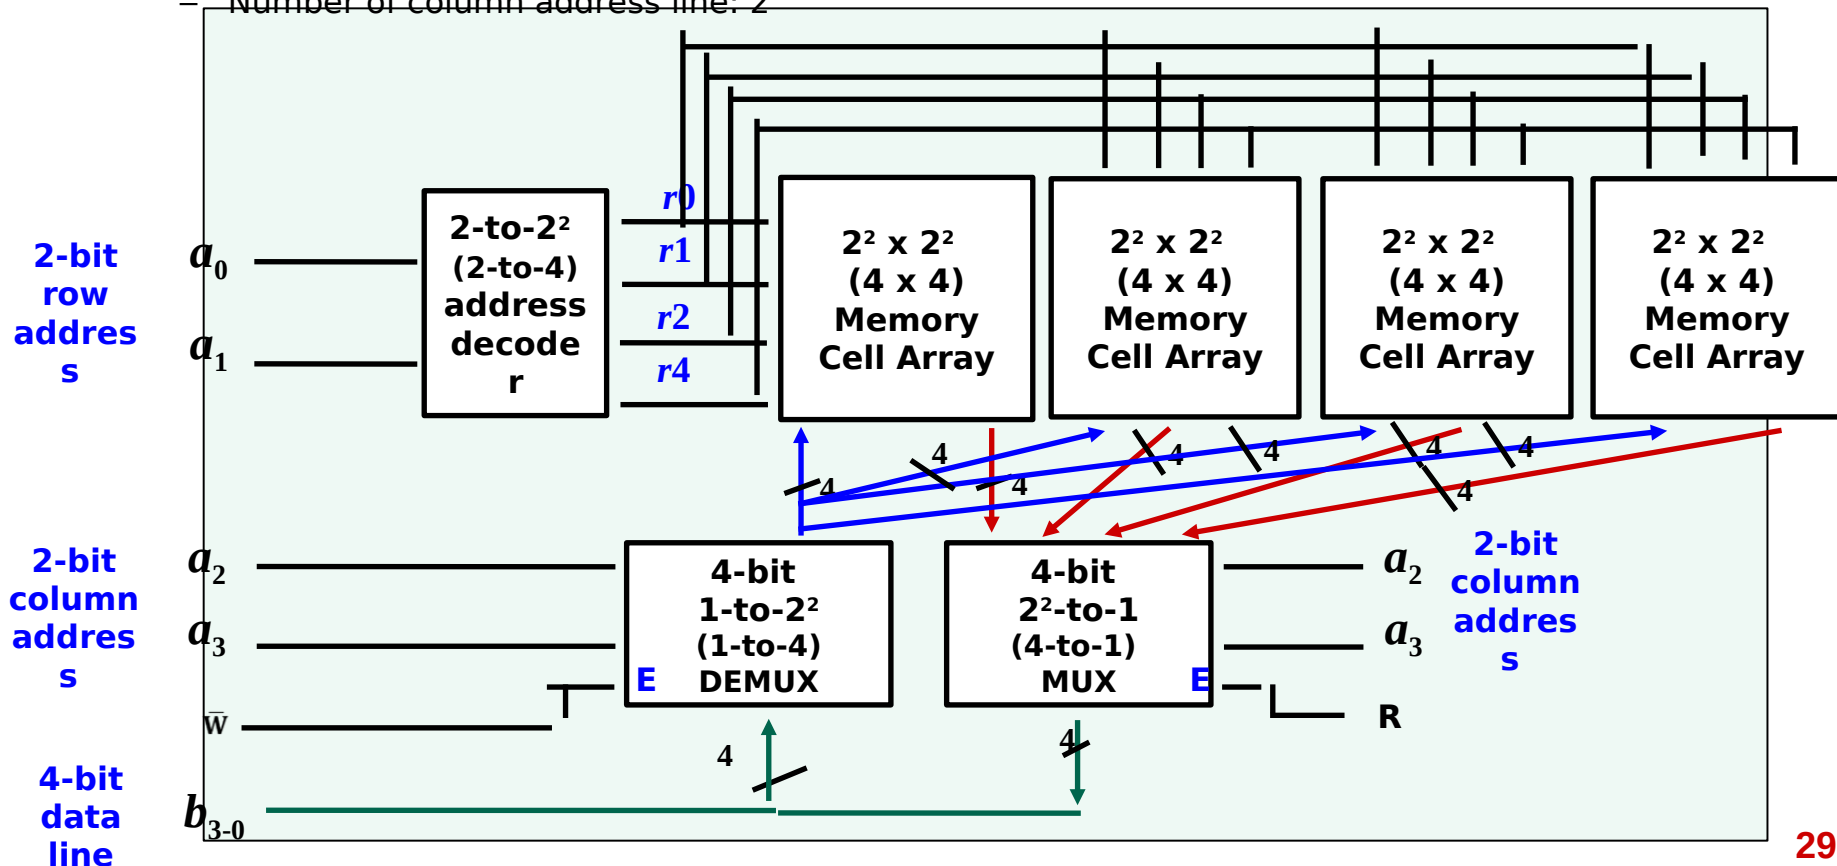 – Number of column address line: 2
2-bit
row
addres
s
a0
a1
2-to-2²
(2-to-4)
address
decode
r
r0
r1
r2
r4
2² x 2²
(4 x 4)
Memory
Cell Array
2² x 2²
(4 x 4)
Memory
Cell Array
2² x 2²
(4 x 4)
Memory
Cell Array
2² x 2²
(4 x 4)
Memory
Cell Array
4
4
4
4
4
4
4
4
2-bit
column
addres
s
a2
a3
W̅
4-bit
1-to-2²
(1-to-4)
E DEMUX
4-bit
2²-to-1
(4-to-1)
MUX E
a2
a3
R
2-bit
column
addres
s
4
4
4-bit
data
line
b3-0
29